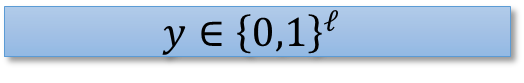 y ∈ {0,1}^ℓ